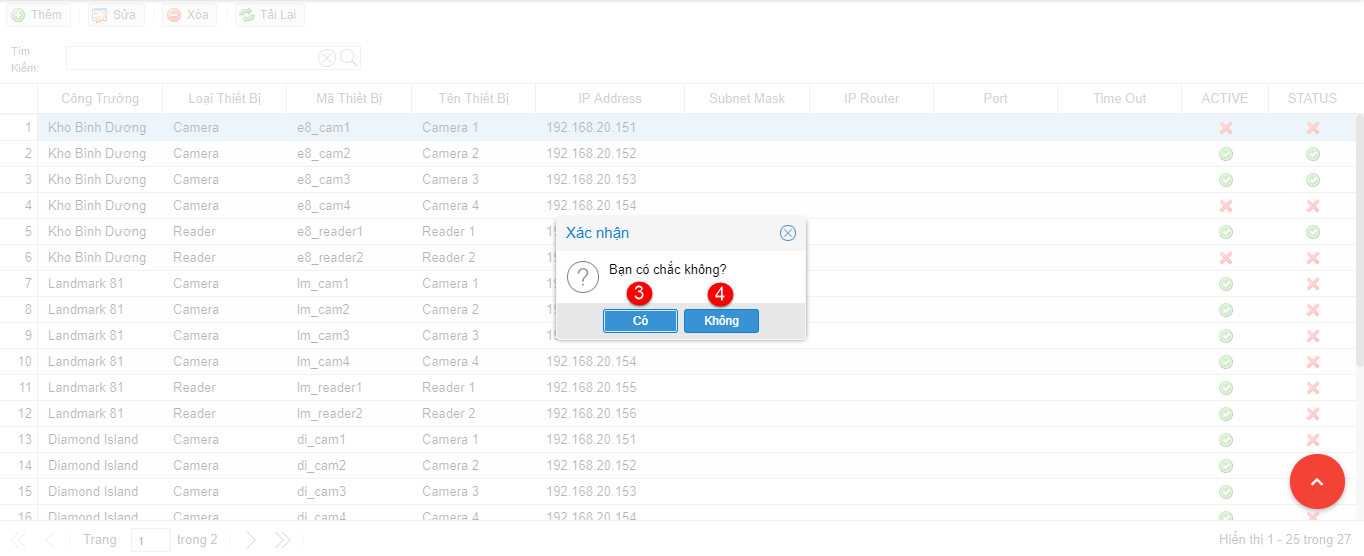 Thêm Sửa Xóa Tải Lại
Tìm
Kiếm:
Công Trường Loại Thiết Bị Mã Thiết Bị Tên Thiết Bị IP Address Subnet Mask IP Router Port Time Out ACTIVE STATUS
1 Kho Bình Dương Camera e8_cam1 Camera 1 192.168.20.151
2 Kho Bình Dương Camera e8_cam2 Camera 2 192.168.20.152
3 Kho Bình Dương Camera e8_cam3 Camera 3 192.168.20.153
4 Kho Bình Dương Camera e8_cam4 Camera 4 192.168.20.154
5 Kho Bình Dương Reader e8_reader1 Reader 1
6 Kho Bình Dương Reader e8_reader2 Reader 2
7 Landmark 81 Camera lm_cam1 Camera 1
8 Landmark 81 Camera lm_cam2 Camera 2
9 Landmark 81 Camera lm_cam3 Camera 3
10 Landmark 81 Camera lm_cam4 Camera 4 192.168.20.154
11 Landmark 81 Reader lm_reader1 Reader 1 192.168.20.155
12 Landmark 81 Reader lm_reader2 Reader 2 192.168.20.156
13 Diamond Island Camera di_cam1 Camera 1 192.168.20.151
14 Diamond Island Camera di_cam2 Camera 2 192.168.20.152
15 Diamond Island Camera di_cam3 Camera 3 192.168.20.153
16 Diamond Island Camera di_cam4 Camera 4 192.168.20.154
Xác nhận
Bạn có chắc không?
3 4
Có Không
Trang 1 trong 2 Hiển thị 1 - 25 trong 27